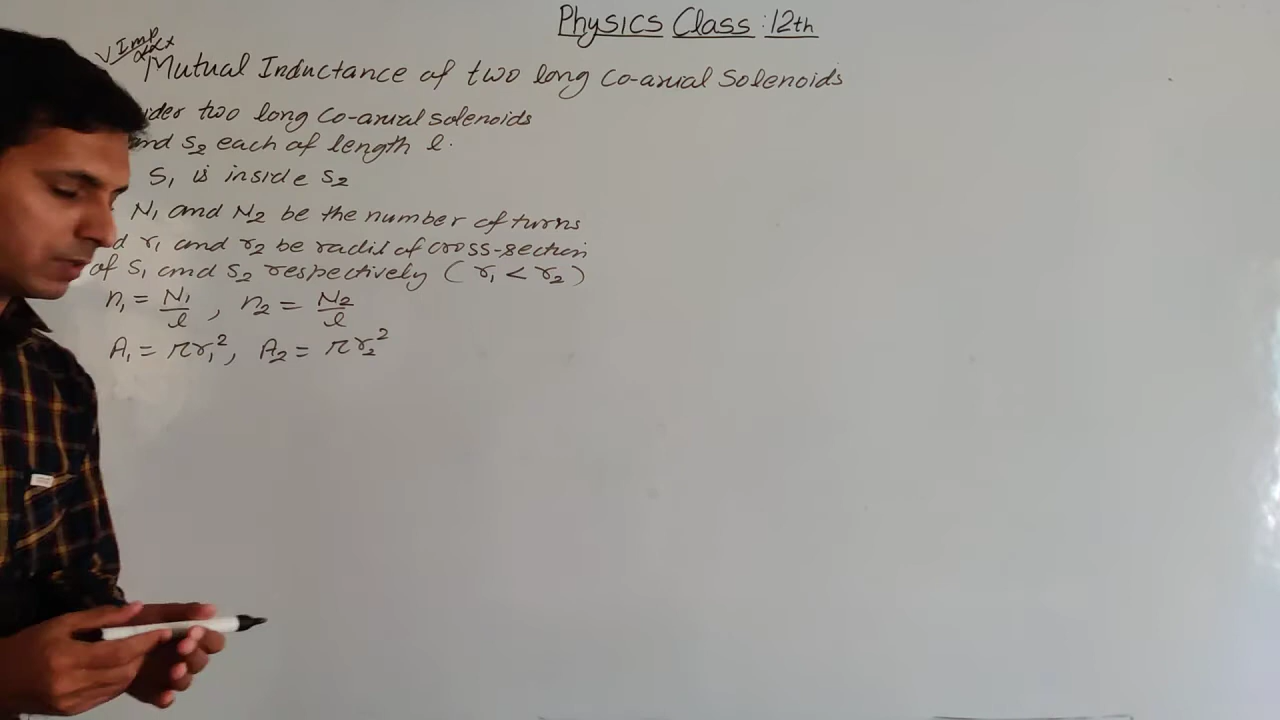 Physics Class : 12th
V Imp
Mutual Inductance of two long Co-axial Solenoids
ider two long Co-axial solenoids
and S₂ each of length l.
S₁ is inside S₂
N₁ and N₂ be the number of turns
d r₁ and r₂ be radii of cross-section
of S₁ and S₂ respectively ( r₁ < r₂ )
n₁ = N₁/l , n₂ = N₂/l
A₁ = πr₁², A₂ = πr₂²